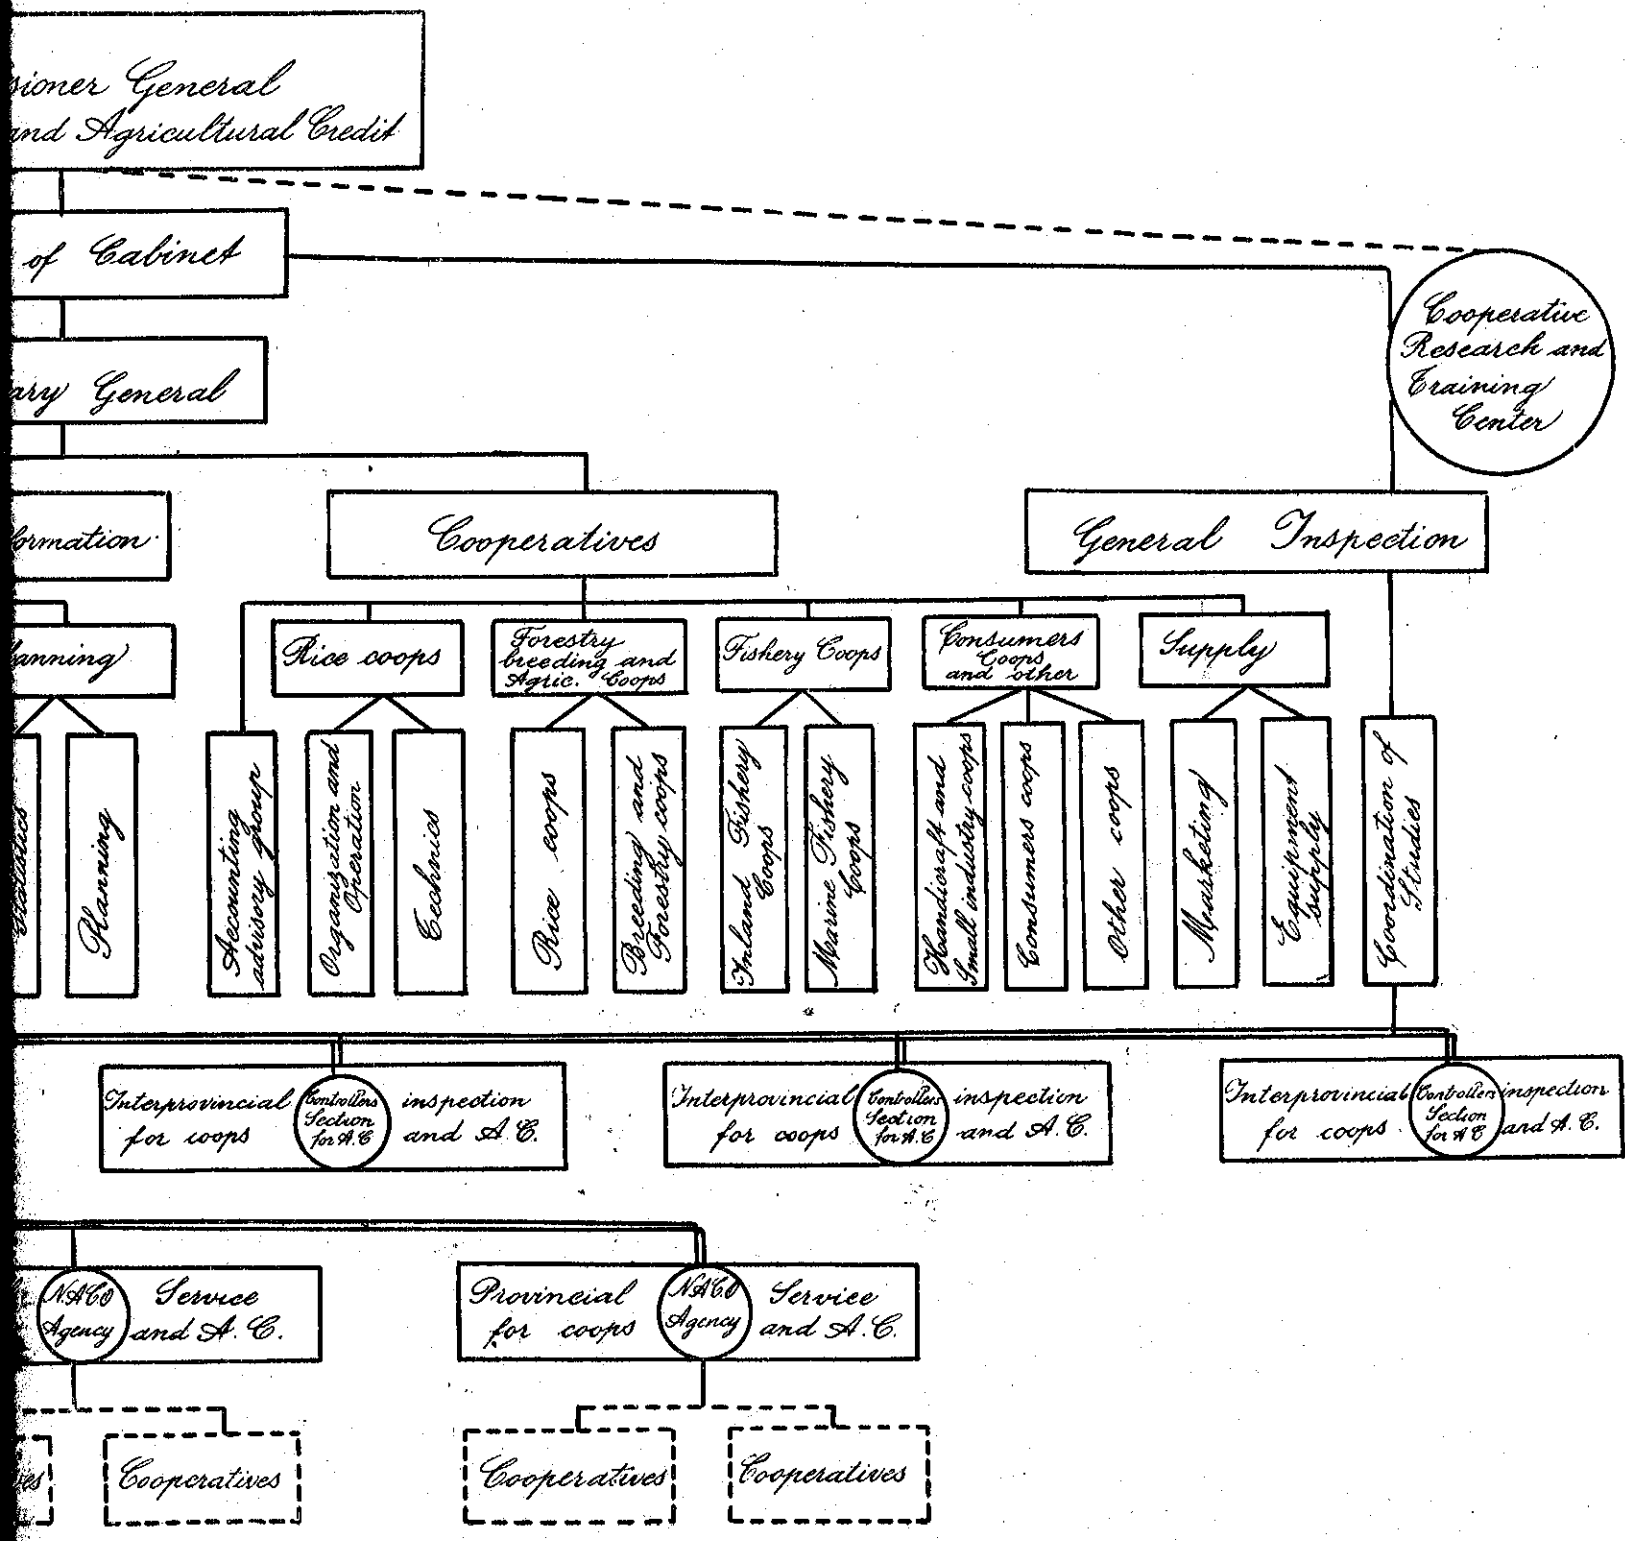 General
and Agricultural Credit
of Cabinet
General
Cooperative
Research and
Training
Center
Cooperatives
General Inspection
Rice coops
Forestry
breeding and
Agric. Coops
Fishery Coops
Consumers
Coops
and other
Supply
Planning
Accounting
advisory group
Organization and
Operation
Technics
Rice coops
Breeding and
Forestry coops
Inland Fishery
Coops
Marine Fishery
Coops
Handicraft and
Small industry coops
Consumers coops
Other coops
Marketing
Equipment
supply
Coordination of
Studies
Interprovincial
for coops
Controllers
Section
for A.C
inspection
and A.C.
Interprovincial
for coops
Controllers
Section
for A.C
inspection
and A.C.
Interprovincial
for coops
Controllers
Section
for A C
inspection
and A.C.
NACO
Agency
Service
and A.C.
Provincial
for coops
NACO
Agency
Service
and A.C.
Cooperatives
Cooperatives
Cooperatives